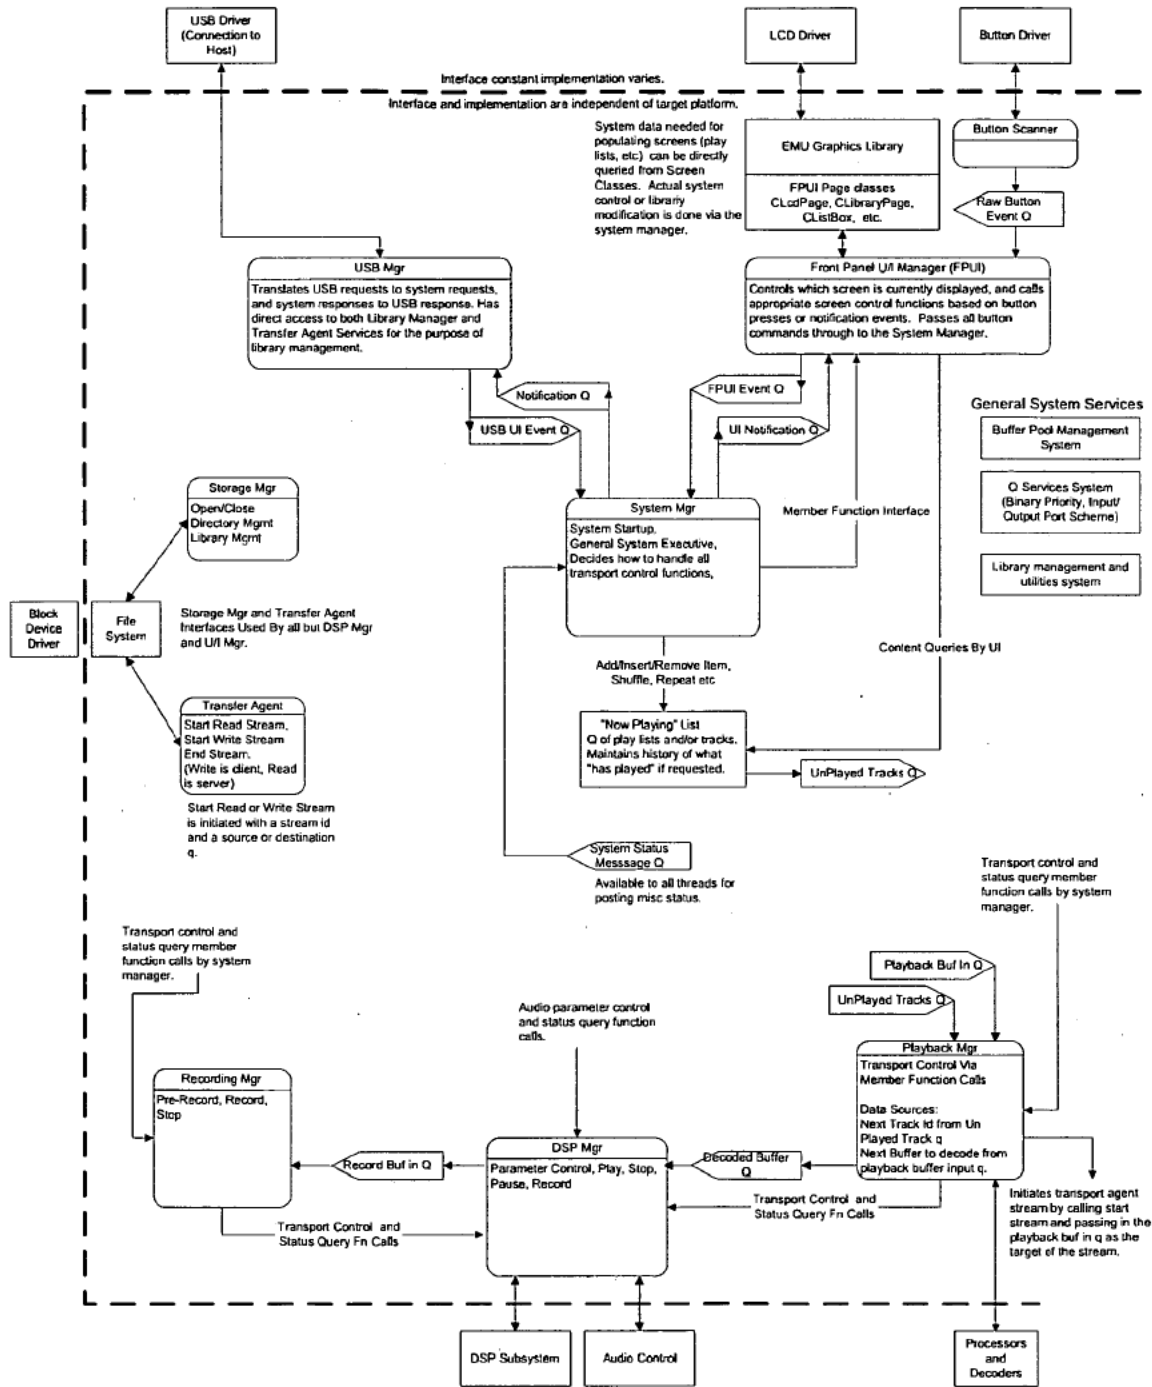 USB Driver
(Connection to
Host)
LCD Driver
Button Driver
Interface constant implementation varies.
Interface and implementation are independent of target platform.
System data needed for
populating screens (play
lists, etc) can be directly
queried from Screen
Classes. Actual system
control or library
modification is done via the
system manager.
EMU Graphics Library
FPUI Page classes
CLcdPage, CLibraryPage,
CListBox, etc.
Button Scanner
Raw Button
Event Q
USB Mgr
Translates USB requests to system requests,
and system responses to USB response. Has
direct access to both Library Manager and
Transfer Agent Services for the purpose of
library management.
Front Panel U/I Manager (FPUI)
Controls which screen is currently displayed, and calls
appropriate screen control functions based on button
presses or notification events. Passes all button
commands through to the System Manager.
Notification Q
USB UI Event Q
FPUI Event Q
UI Notification Q
General System Services
Buffer Pool Management
System
Q Services System
(Binary Priority, Input/
Output Port Scheme)
Library management and
utilities system
Storage Mgr
Open/Close
Directory Mgmt
Library Mgmt
System Mgr
System Startup,
General System Executive,
Decides how to handle all
transport control functions,
Member Function Interface
Block
Device
Driver
File
System
Storage Mgr and Transfer Agent
Interfaces Used By all but DSP Mgr
and U/I Mgr.
Add/Insert/Remove Item,
Shuffle, Repeat etc
Content Queries By UI
Transfer Agent
Start Read Stream,
Start Write Stream
End Stream.
(Write is client, Read
is server)
Start Read or Write Stream
is initiated with a stream id
and a source or destination
q.
"Now Playing" List
Q of play lists and/or tracks.
Maintains history of what
"has played" if requested.
UnPlayed Tracks Q
System Status
Messsage Q
Available to all threads for
posting misc status.
Transport control and
status query member
function calls by system
manager.
Transport control and
status query member
function calls by system
manager.
Playback Buf In Q
UnPlayed Tracks Q
Audio parameter control
and status query function
calls.
Playback Mgr
Transport Control Via
Member Function Calls
Data Sources:
Next Track Id from Un
Played Track q
Next Buffer to decode from
playback buffer input q.
Recording Mgr
Pre-Record, Record,
Stop
DSP Mgr
Parameter Control, Play, Stop,
Pause, Record
Record Buf in Q
Decoded Buffer
Q
Transport Control and
Status Query Fn Calls
Transport Control and
Status Query Fn Calls
Initiates transport agent
stream by calling start
stream and passing in the
playback buf in q as the
target of the stream.
DSP Subsystem
Audio Control
Processors
and
Decoders